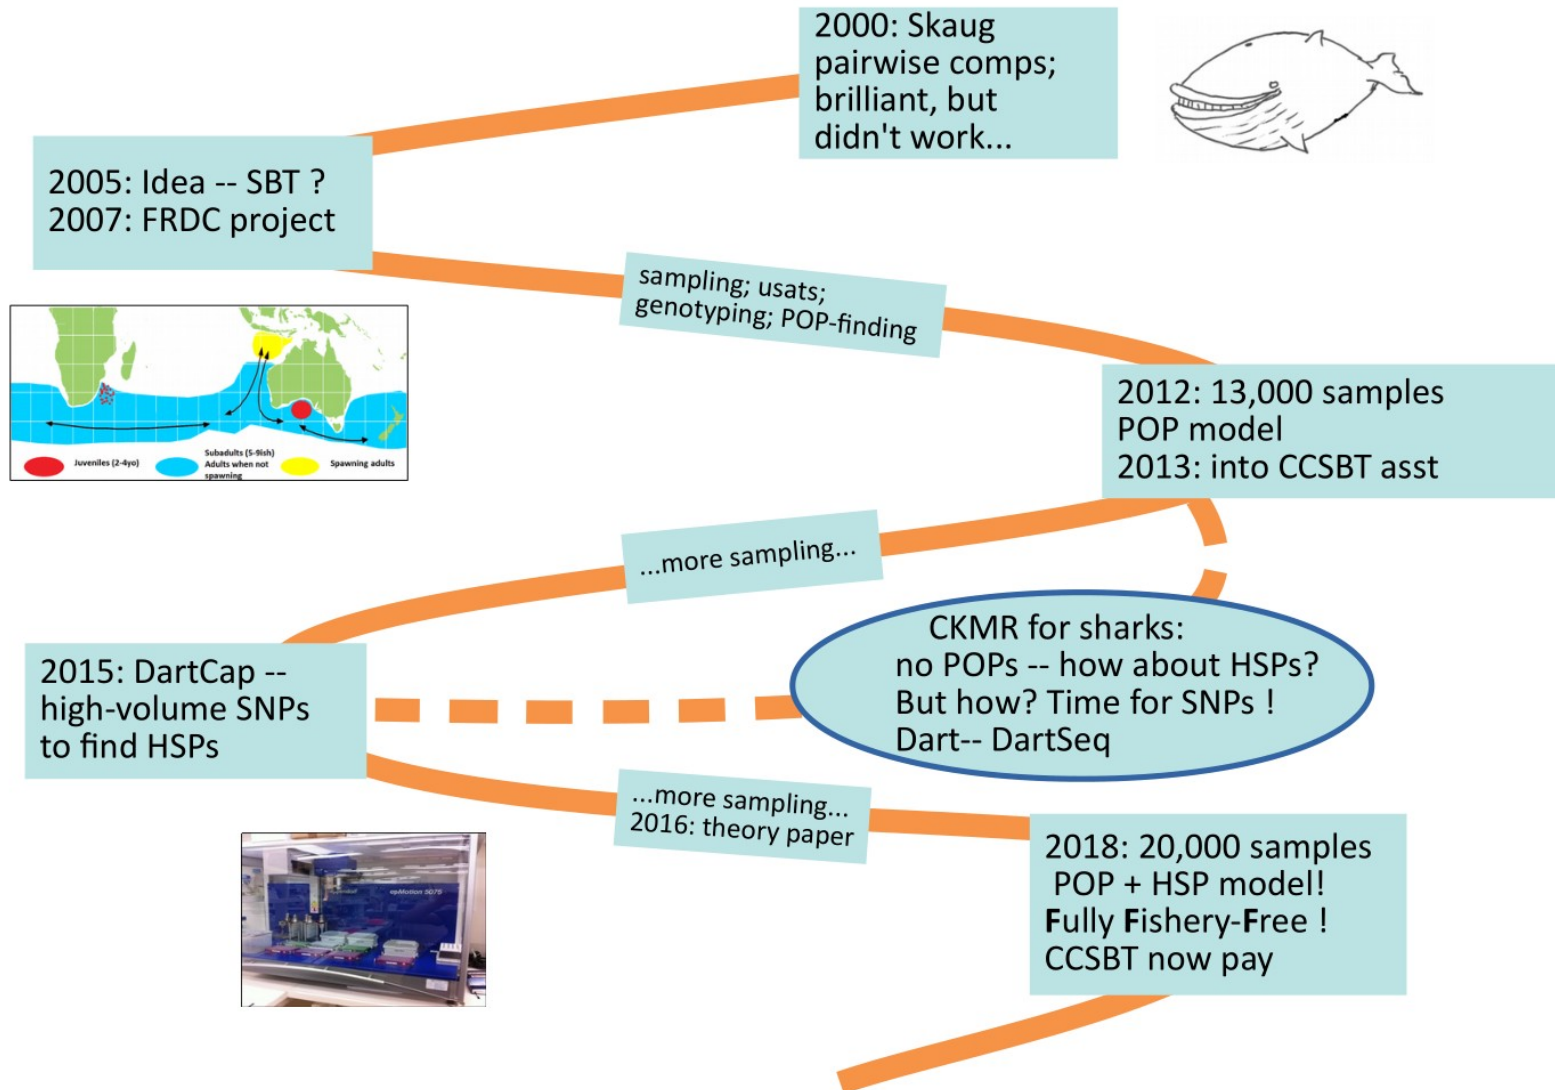 2000: Skaug
pairwise comps;
brilliant, but
didn't work...
2005: Idea -- SBT ?
2007: FRDC project
sampling; usats;
genotyping; POP-finding
Juveniles (2-4yo)
Subadults (5-9ish)
Adults when not
spawning
Spawning adults
2012: 13,000 samples
POP model
2013: into CCSBT asst
...more sampling...
CKMR for sharks:
no POPs -- how about HSPs?
But how? Time for SNPs !
Dart-- DartSeq
2015: DartCap --
high-volume SNPs
to find HSPs
...more sampling...
2016: theory paper
epMotion 5075
2018: 20,000 samples
POP + HSP model!
Fully Fishery-Free !
CCSBT now pay